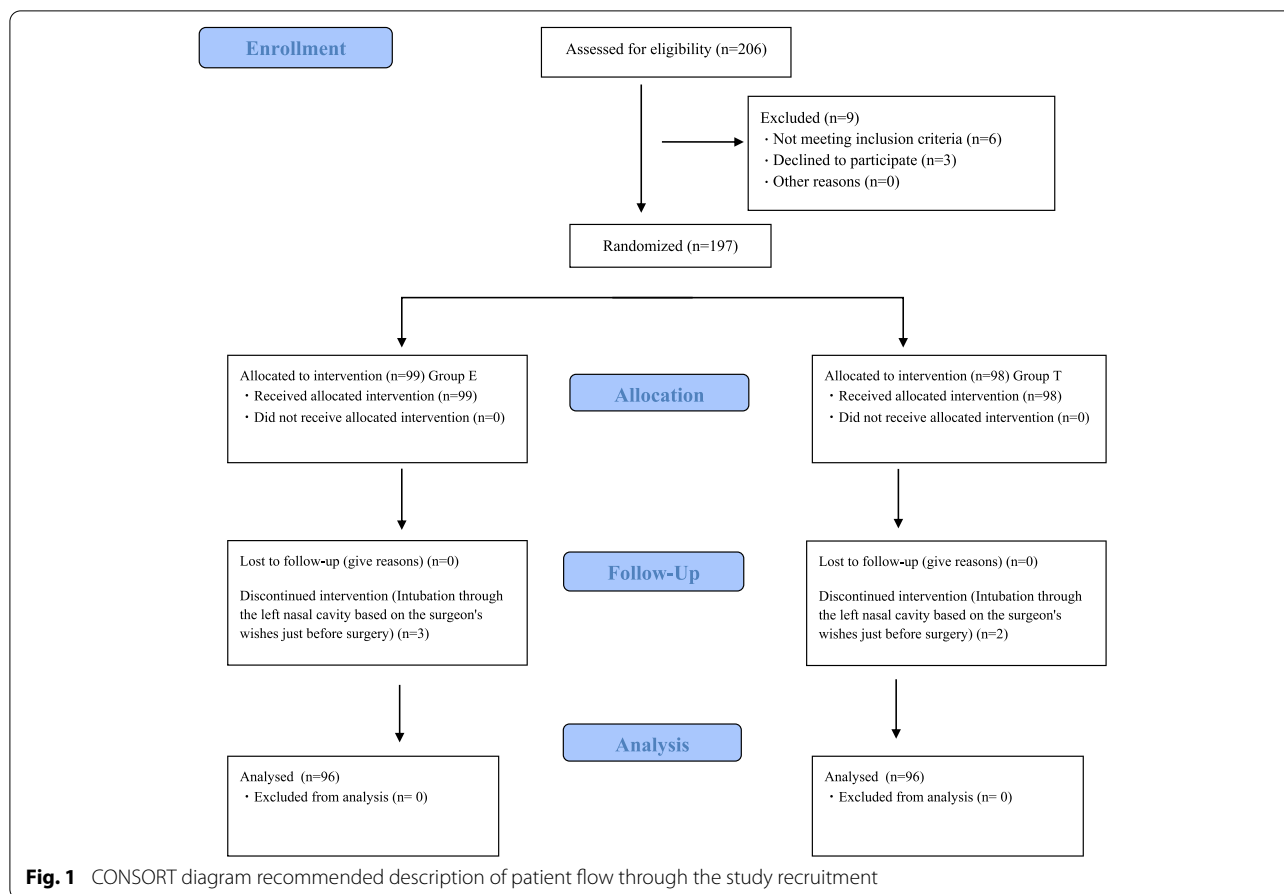 Enrollment
Assessed for eligibility (n=206)
Excluded (n=9)
・Not meeting inclusion criteria (n=6)
・Declined to participate (n=3)
・Other reasons (n=0)
Randomized (n=197)
Allocated to intervention (n=99) Group E
・Received allocated intervention (n=99)
・Did not receive allocated intervention (n=0)
Allocation
Allocated to intervention (n=98) Group T
・Received allocated intervention (n=98)
・Did not receive allocated intervention (n=0)
Lost to follow-up (give reasons) (n=0)
Discontinued intervention (Intubation through
the left nasal cavity based on the surgeon's
wishes just before surgery) (n=3)
Follow-Up
Lost to follow-up (give reasons) (n=0)
Discontinued intervention (Intubation through
the left nasal cavity based on the surgeon's
wishes just before surgery) (n=2)
Analysis
Analysed (n=96)
・Excluded from analysis (n= 0)
Analysed (n=96)
・Excluded from analysis (n= 0)
Fig. 1 CONSORT diagram recommended description of patient flow through the study recruitment